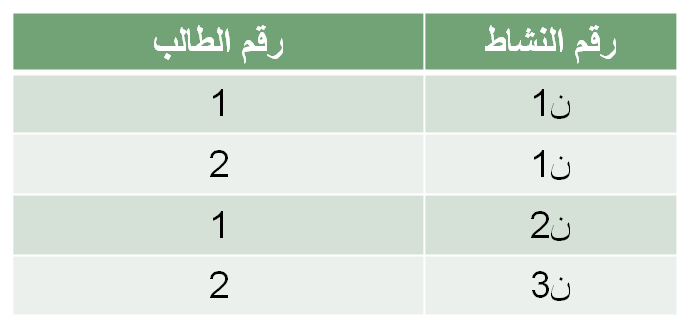 رقم النشاط رقم الطالب
ن1 1
ن1 2
ن2 1
ن3 2